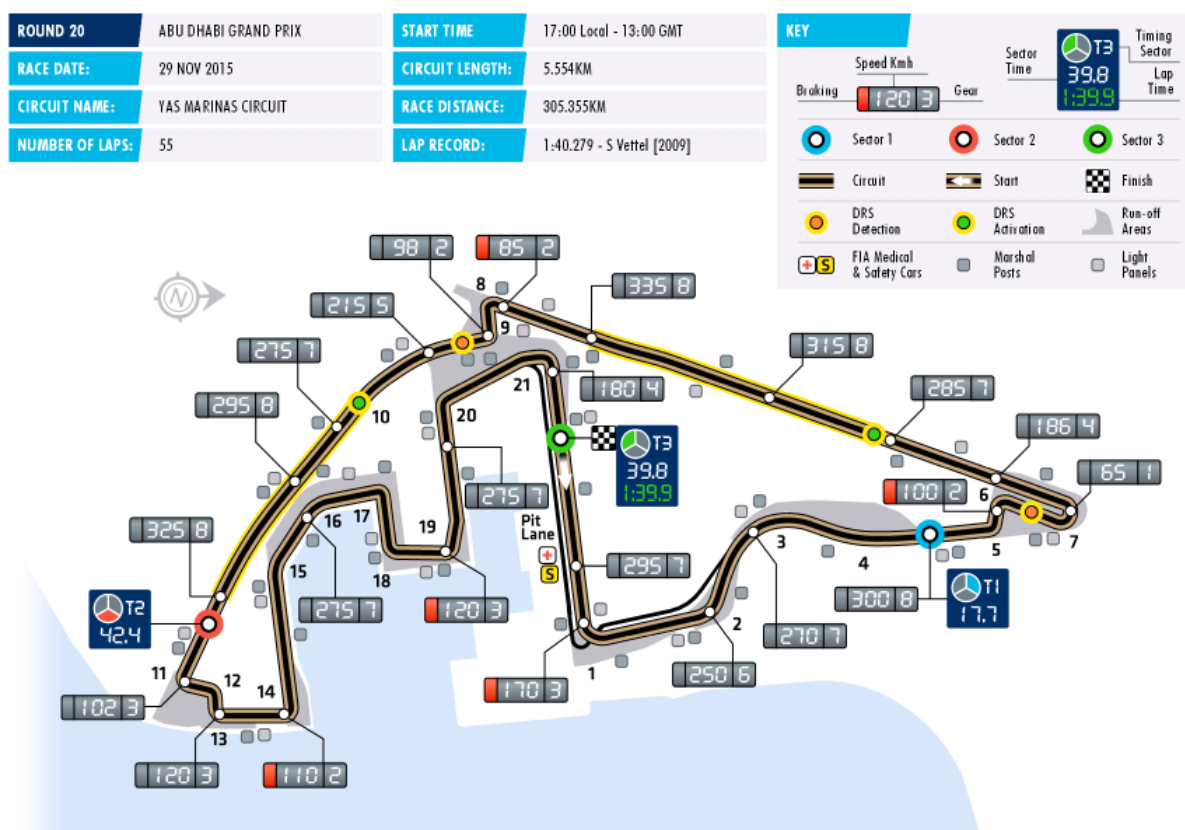 ROUND 20
ABU DHABI GRAND PRIX
RACE DATE:
29 NOV 2015
CIRCUIT NAME:
YAS MARINAS CIRCUIT
NUMBER OF LAPS:
55
START TIME
17:00 Local - 13:00 GMT
CIRCUIT LENGTH:
5.554KM
RACE DISTANCE:
305.355KM
LAP RECORD:
1:40.279 - S Vettel [2009]
KEY
Braking
Speed Kmh
120 3
Gear
Sector
Time
T3
39.8
1:39.9
Timing
Sector
Lap
Time
Sector 1
Sector 2
Sector 3
Circuit
Start
Finish
DRS
Detection
DRS
Activation
Run-off
Areas
FIA Medical
& Safety Cars
S
Marshal
Posts
Light
Panels
98 2
85 2
8
335 8
N
215 5
9
275 7
315 8
21
180 4
285 7
295 8
10
20
186 4
T3
39.8
1:39.9
65 1
275 7
100 2
6
16
17
19
Pit
Lane
S
325 8
3
5
7
15
18
4
295 7
T2
42.4
275 7
120 3
300 8
T1
17.7
2
270 7
11
12
14
1
250 6
102 3
170 3
13
120 3
110 2